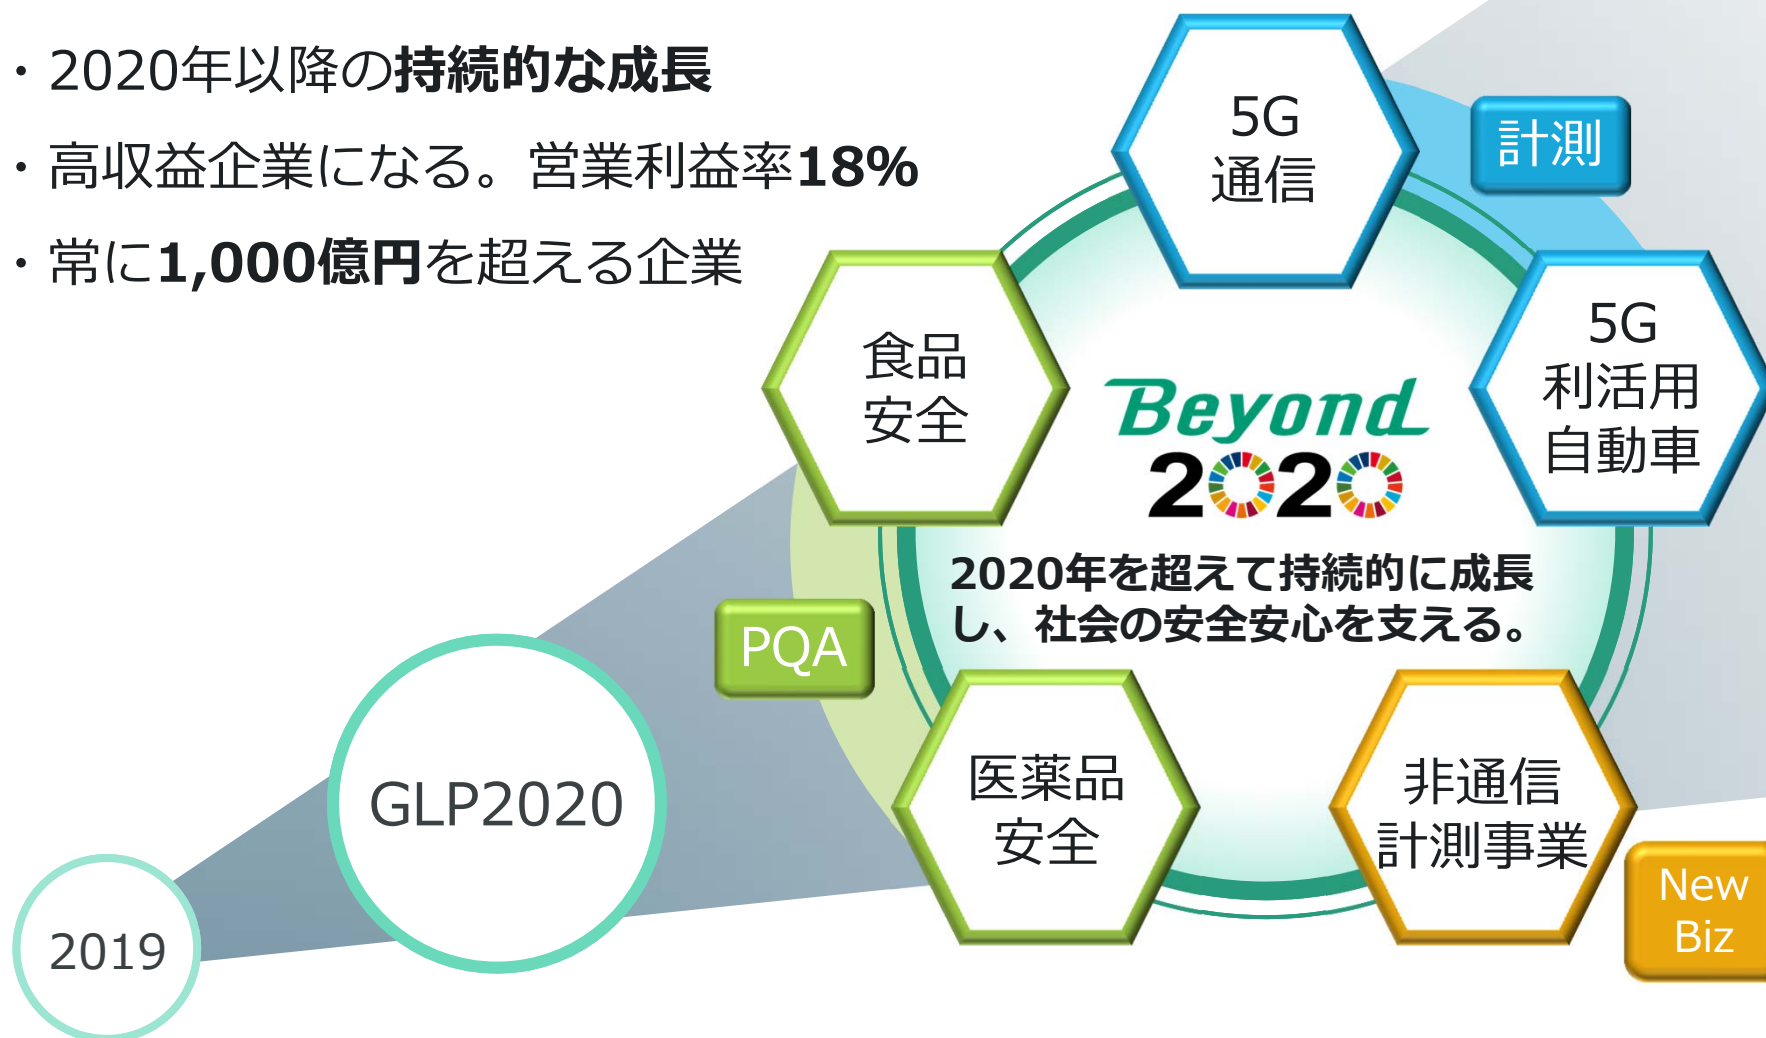 ・2020年以降の持続的な成長
・高収益企業になる。営業利益率18%
・常に1,000億円を超える企業
5G
通信
計測
食品
安全
5G
利活用
自動車
Beyond
2020
2020年を超えて持続的に成長
し、社会の安全安心を支える。
PQA
GLP2020
2019
医薬品
安全
非通信
計測事業
New
Biz